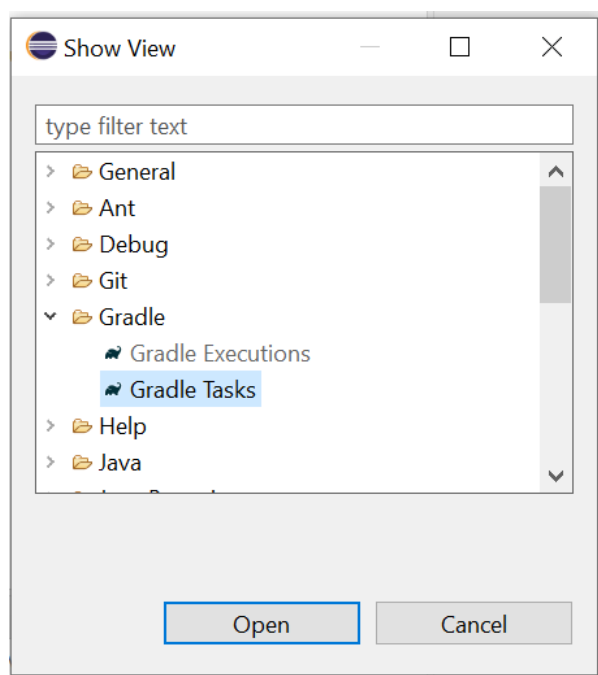 Show View
type filter text
General
Ant
Debug
Git
Gradle
Gradle Executions
Gradle Tasks
Help
Java
Open
Cancel